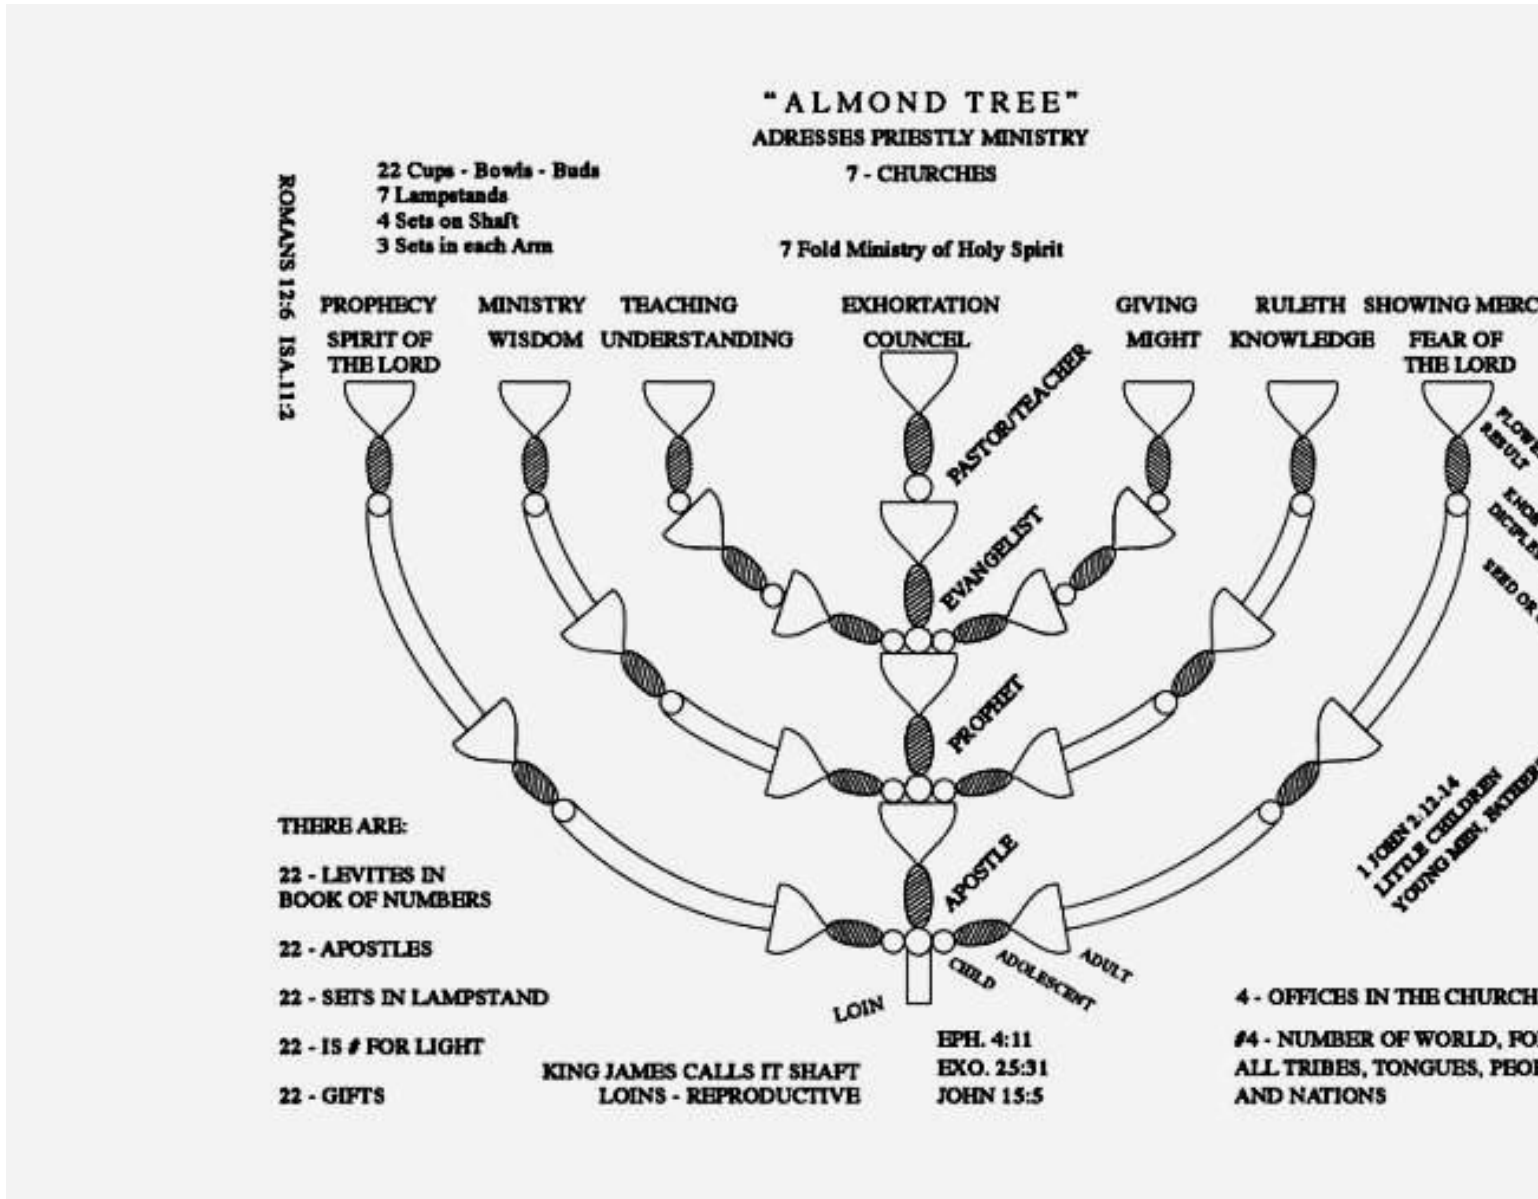 “ALMOND TREE”
ADRESSES PRIESTLY MINISTRY
7 - CHURCHES
22 Cups - Bowls - Buds
7 Lampstands
4 Sets on Shaft
3 Sets in each Arm
7 Fold Ministry of Holy Spirit
ROMANS 12:6 ISA.11:2
PROPHECY MINISTRY TEACHING EXHORTATION GIVING RULETH SHOWING
SPIRIT OF WISDOM UNDERSTANDING COUNCEL MIGHT KNOWLEDGE FEAR OF
THE LORD THE LORD
PASTOR/TEACHER
EVANGELIST
PROPHET
APOSTLE
RESULT
SEED OR
1 JOHN 2:12-14
LITTLE CHILDREN
YOUNG MEN, FATHERS
THERE ARE:
22 - LEVITES IN
BOOK OF NUMBERS
22 - APOSTLES
22 - SETS IN LAMPSTAND
22 - IS # FOR LIGHT
22 - GIFTS
CHILD
ADOLESCENT
ADULT
LOIN
KING JAMES CALLS IT SHAFT
LOINS - REPRODUCTIVE
EPH. 4:11
EXO. 25:31
JOHN 15:5
4 - OFFICES IN THE CHURCH
#4 - NUMBER OF WORLD,
ALL TRIBES, TONGUES,
AND NATIONS